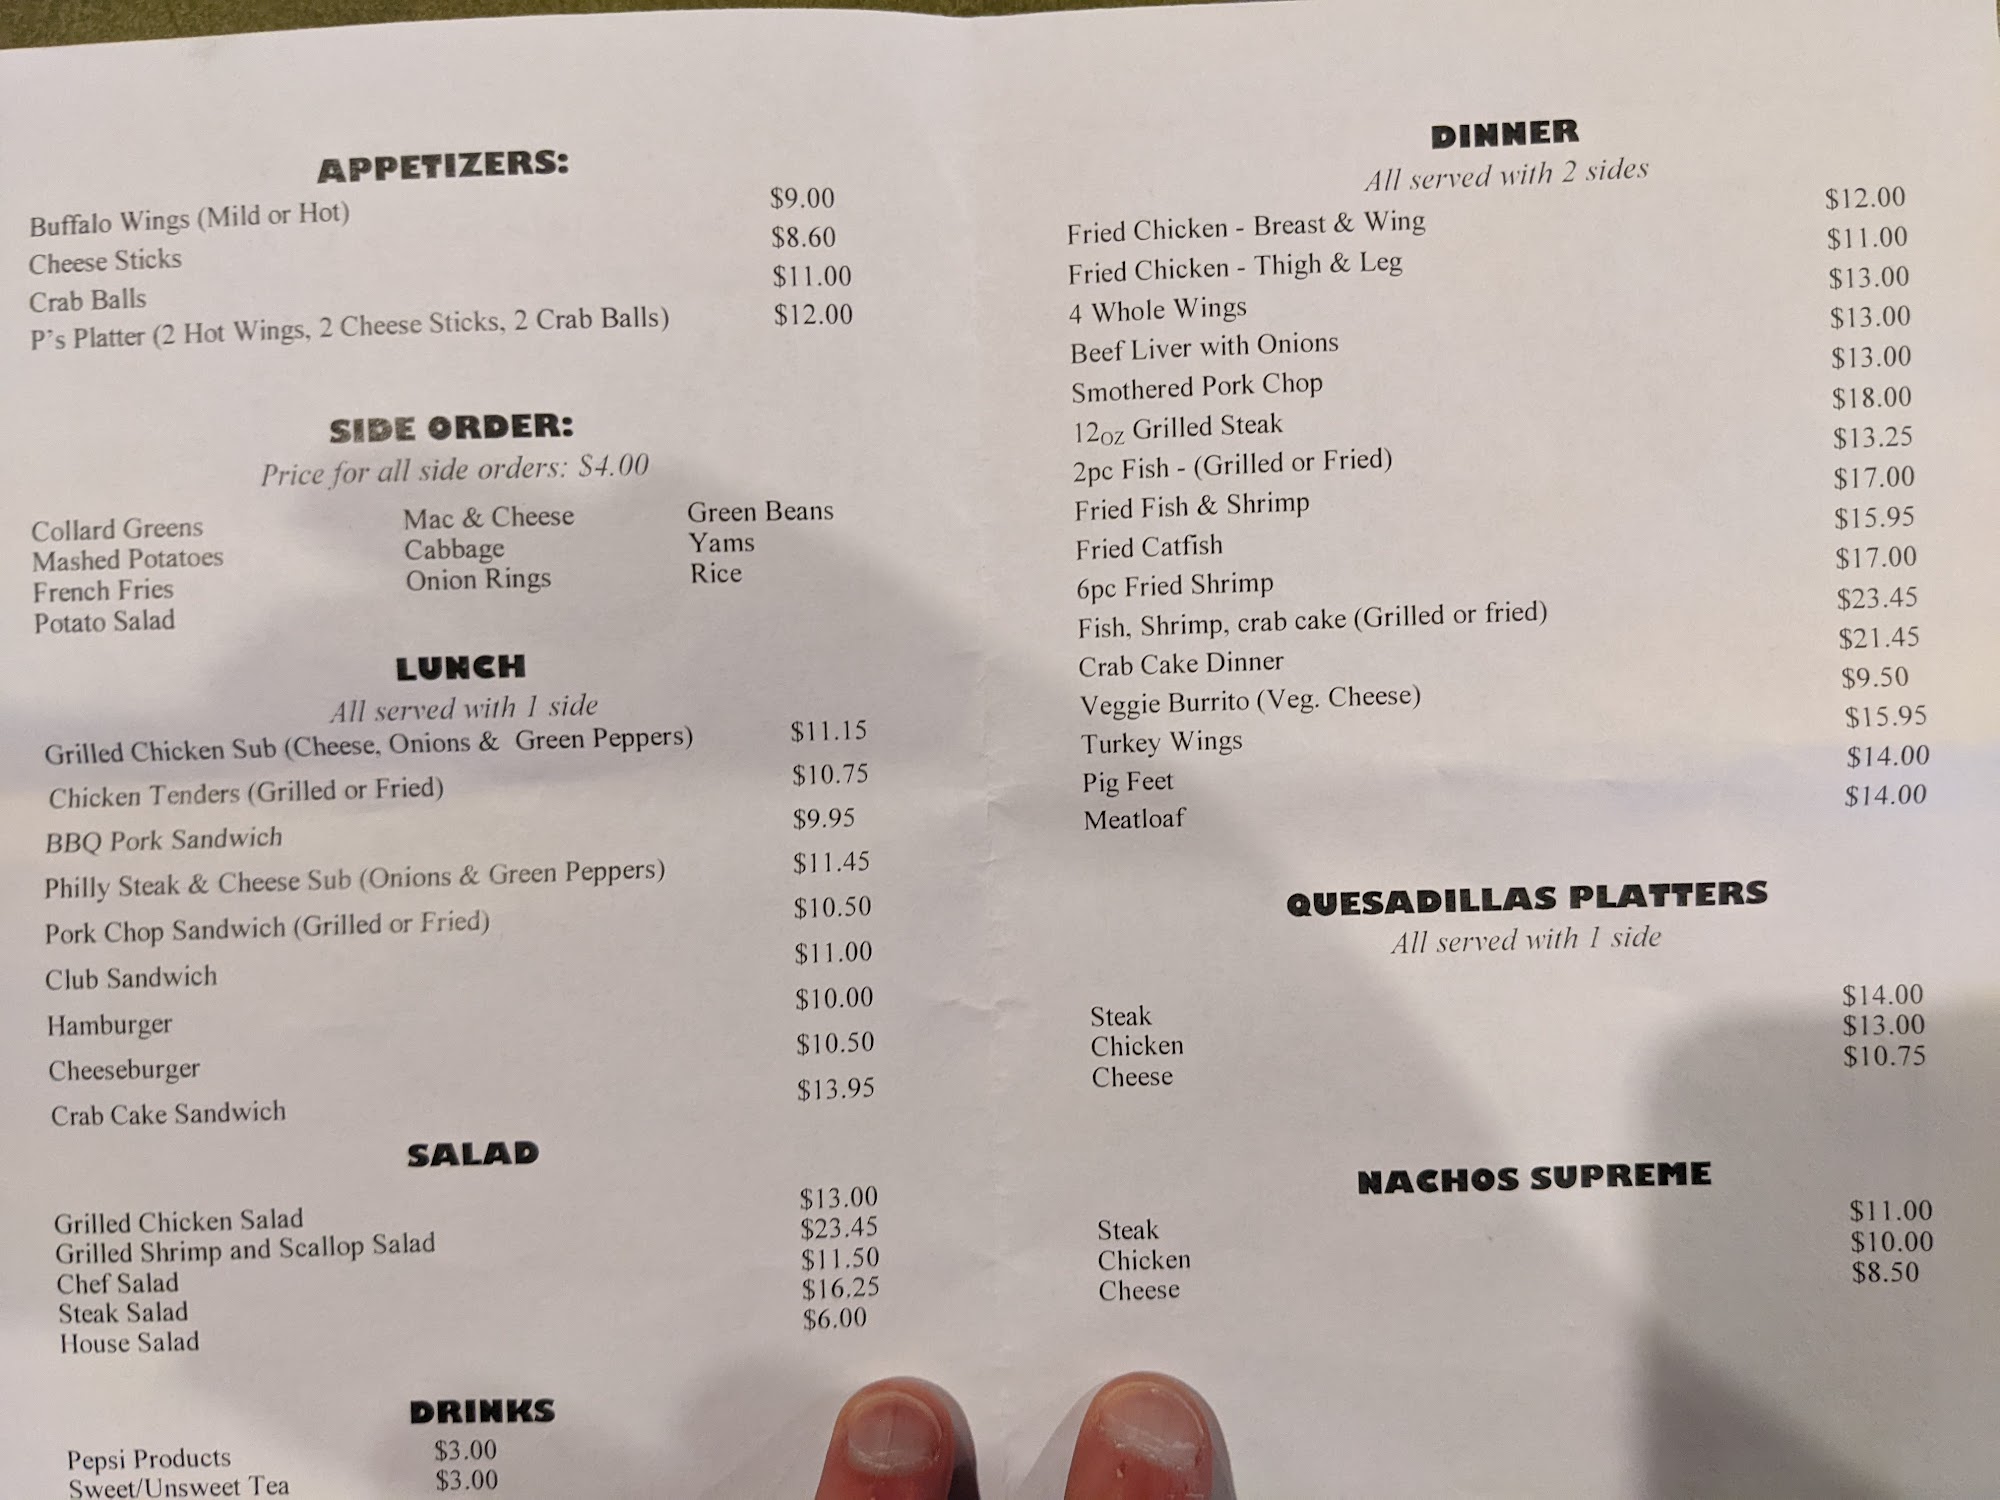 APPETIZERS:
Buffalo Wings (Mild or Hot) $9.00
Cheese Sticks $8.60
Crab Balls $11.00
P's Platter (2 Hot Wings, 2 Cheese Sticks, 2 Crab Balls) $12.00
SIDE ORDER:
Price for all side orders: $4.00
Collard Greens Mac & Cheese Green Beans
Mashed Potatoes Cabbage Yams
French Fries Onion Rings Rice
Potato Salad
LUNCH
All served with 1 side
Grilled Chicken Sub (Cheese, Onions & Green Peppers) $11.15
Chicken Tenders (Grilled or Fried) $10.75
BBQ Pork Sandwich $9.95
Philly Steak & Cheese Sub (Onions & Green Peppers) $11.45
Pork Chop Sandwich (Grilled or Fried) $10.50
Club Sandwich $11.00
Hamburger $10.00
Cheeseburger $10.50
Crab Cake Sandwich $13.95
SALAD
Grilled Chicken Salad $13.00
Grilled Shrimp and Scallop Salad $23.45
Chef Salad $11.50
Steak Salad $16.25
House Salad $6.00
DRINKS
Pepsi Products $3.00
Sweet/Unsweet Tea $3.00
DINNER
All served with 2 sides
Fried Chicken - Breast & Wing $12.00
Fried Chicken - Thigh & Leg $11.00
4 Whole Wings $13.00
Beef Liver with Onions $13.00
Smothered Pork Chop $13.00
12oz Grilled Steak $18.00
2pc Fish - (Grilled or Fried) $13.25
Fried Fish & Shrimp $17.00
Fried Catfish $15.95
6pc Fried Shrimp $17.00
Fish, Shrimp, crab cake (Grilled or fried) $23.45
Crab Cake Dinner $21.45
Veggie Burrito (Veg. Cheese) $9.50
Turkey Wings $15.95
Pig Feet $14.00
Meatloaf $14.00
QUESADILLAS PLATTERS
All served with 1 side
Steak $14.00
Chicken $13.00
Cheese $10.75
NACHOS SUPREME
Steak $11.00
Chicken $10.00
Cheese $8.50